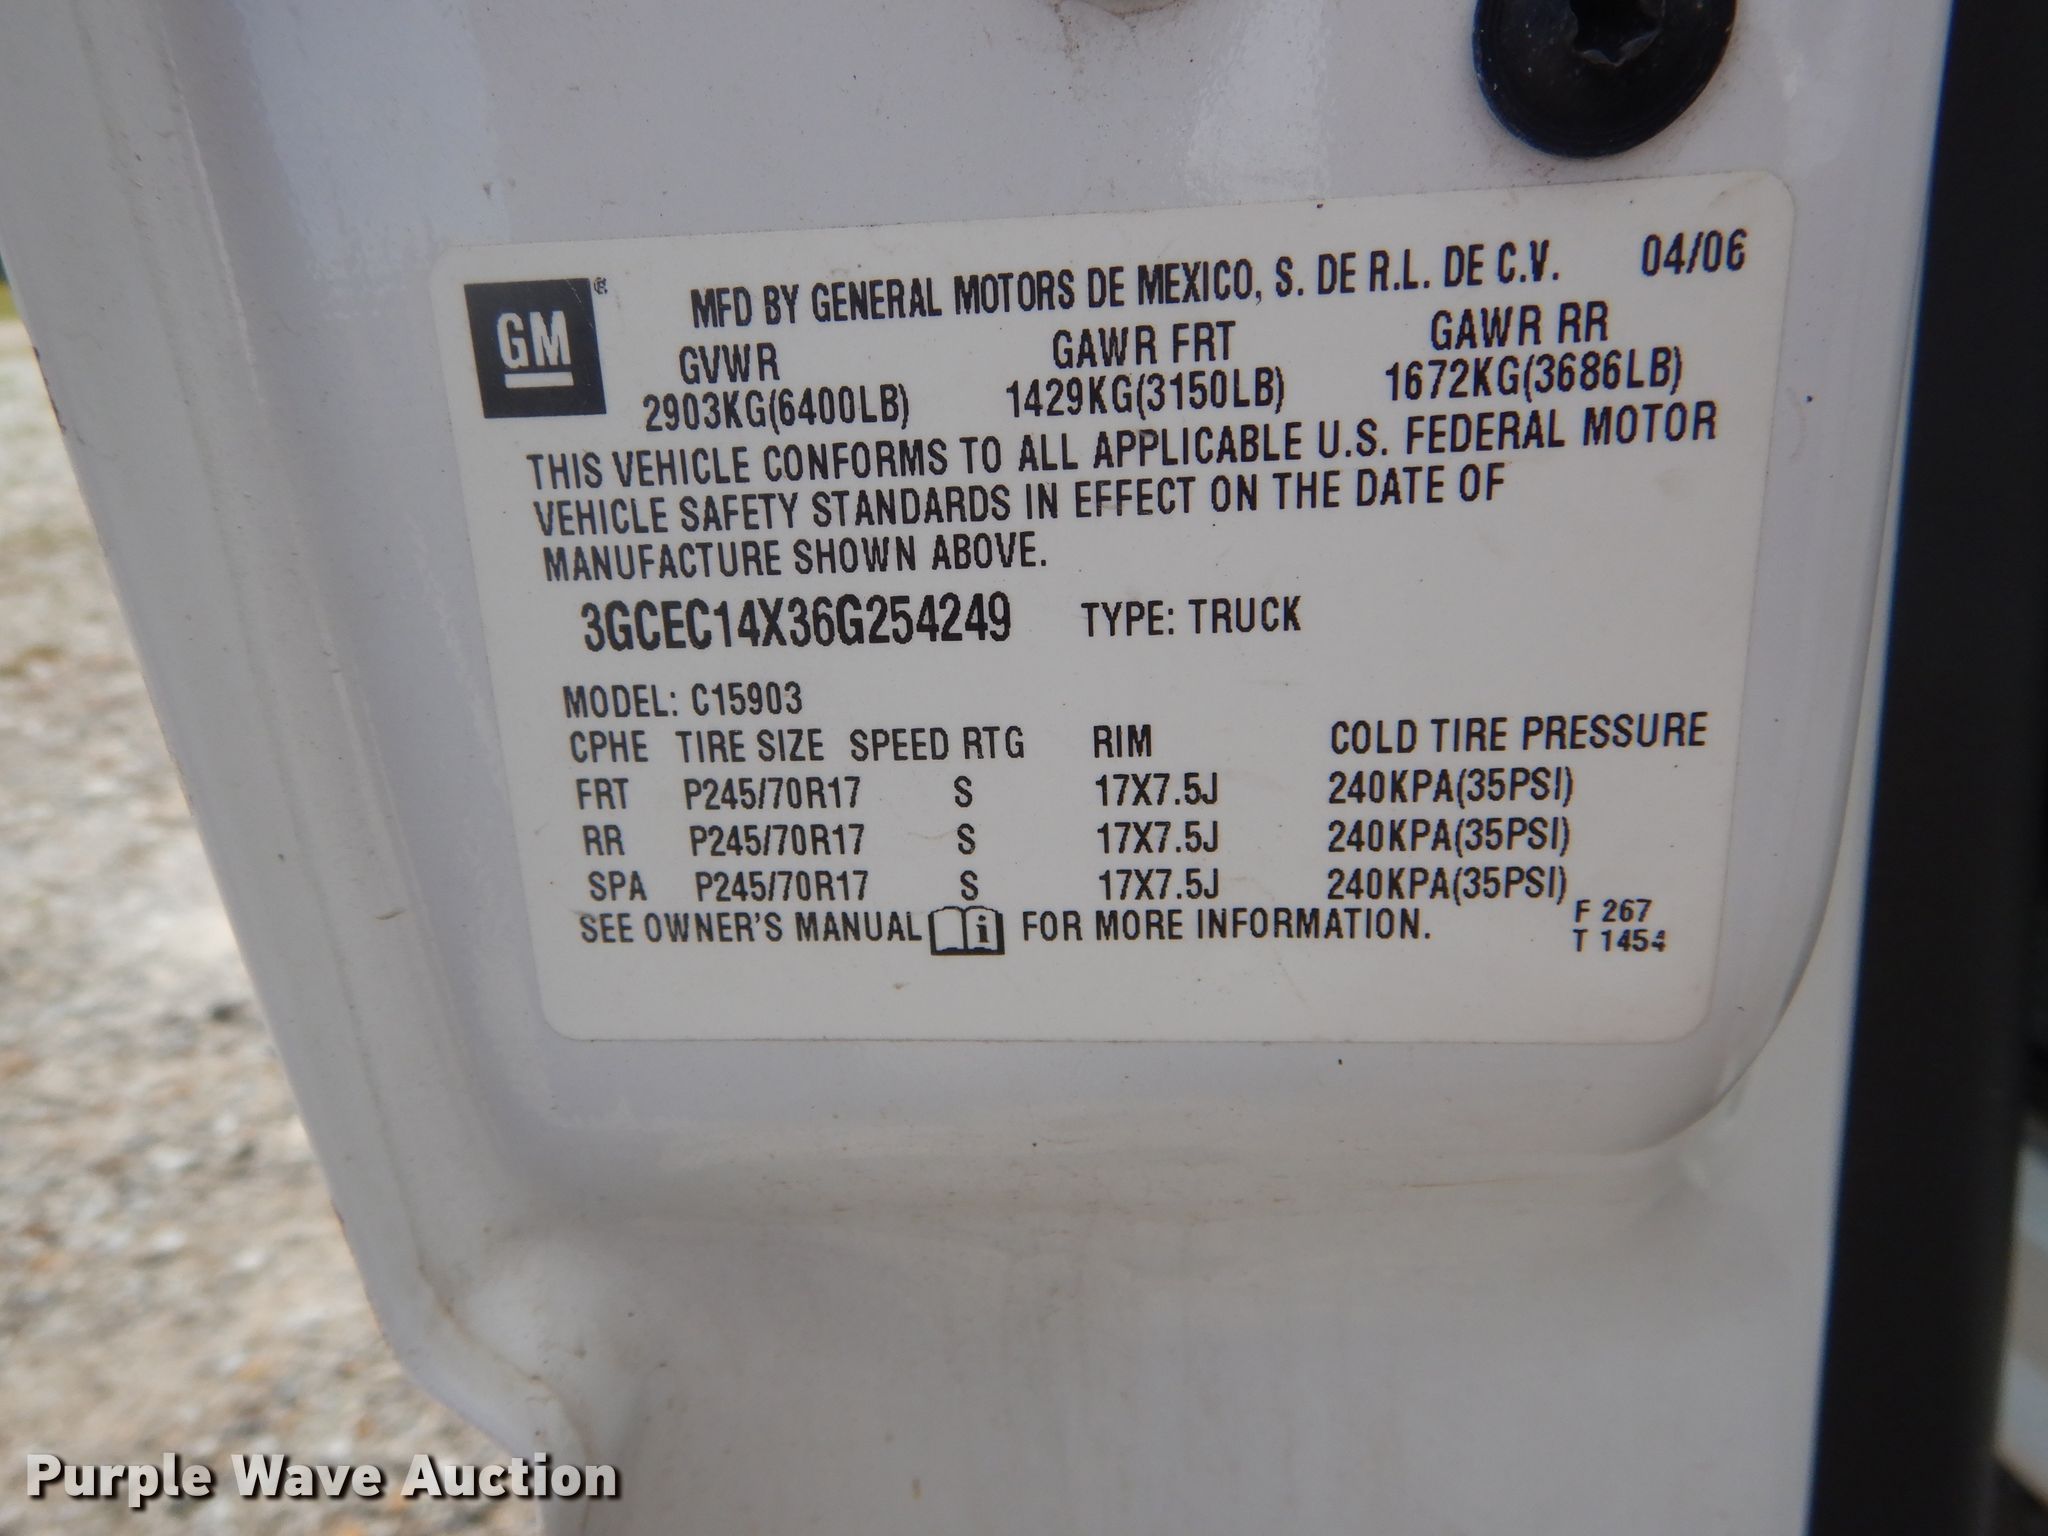 GM®
MFD BY GENERAL MOTORS DE MEXICO, S. DE R.L. DE C.V. 04/06
GVWR GAWR FRT GAWR RR
2903KG(6400LB) 1429KG(3150LB) 1672KG(3686LB)
THIS VEHICLE CONFORMS TO ALL APPLICABLE U.S. FEDERAL MOTOR
VEHICLE SAFETY STANDARDS IN EFFECT ON THE DATE OF
MANUFACTURE SHOWN ABOVE.
3GCEC14X36G254249 TYPE: TRUCK
MODEL: C15903
CPHE TIRE SIZE SPEED RTG RIM COLD TIRE PRESSURE
FRT P245/70R17 S 17X7.5J 240KPA(35PSI)
RR P245/70R17 S 17X7.5J 240KPA(35PSI)
SPA P245/70R17 S 17X7.5J 240KPA(35PSI)
SEE OWNER'S MANUAL i FOR MORE INFORMATION.
F 267
T 1454
Purple Wave Auction